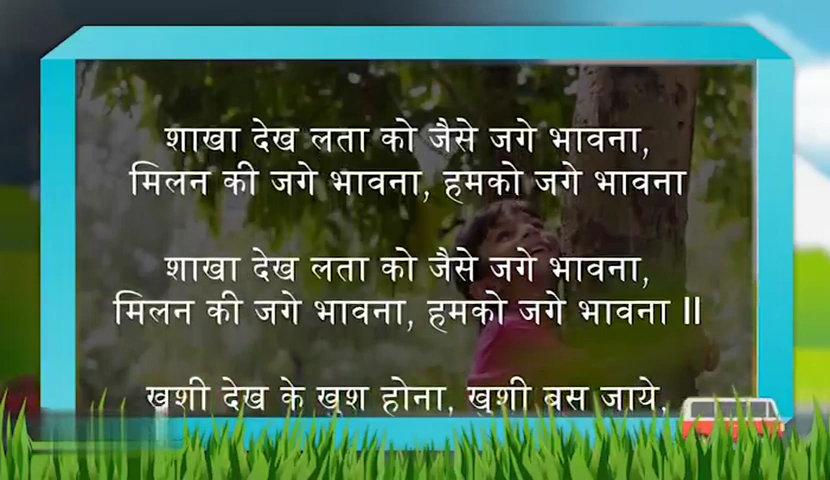 शाखा देख लता को जैसे जगे भावना,
मिलन की जगे भावना, हमको जगे भावना
शाखा देख लता को जैसे जगे भावना,
मिलन की जगे भावना, हमको जगे भावना ॥
खुशी देख के खुश होना, खुशी बस जाये,